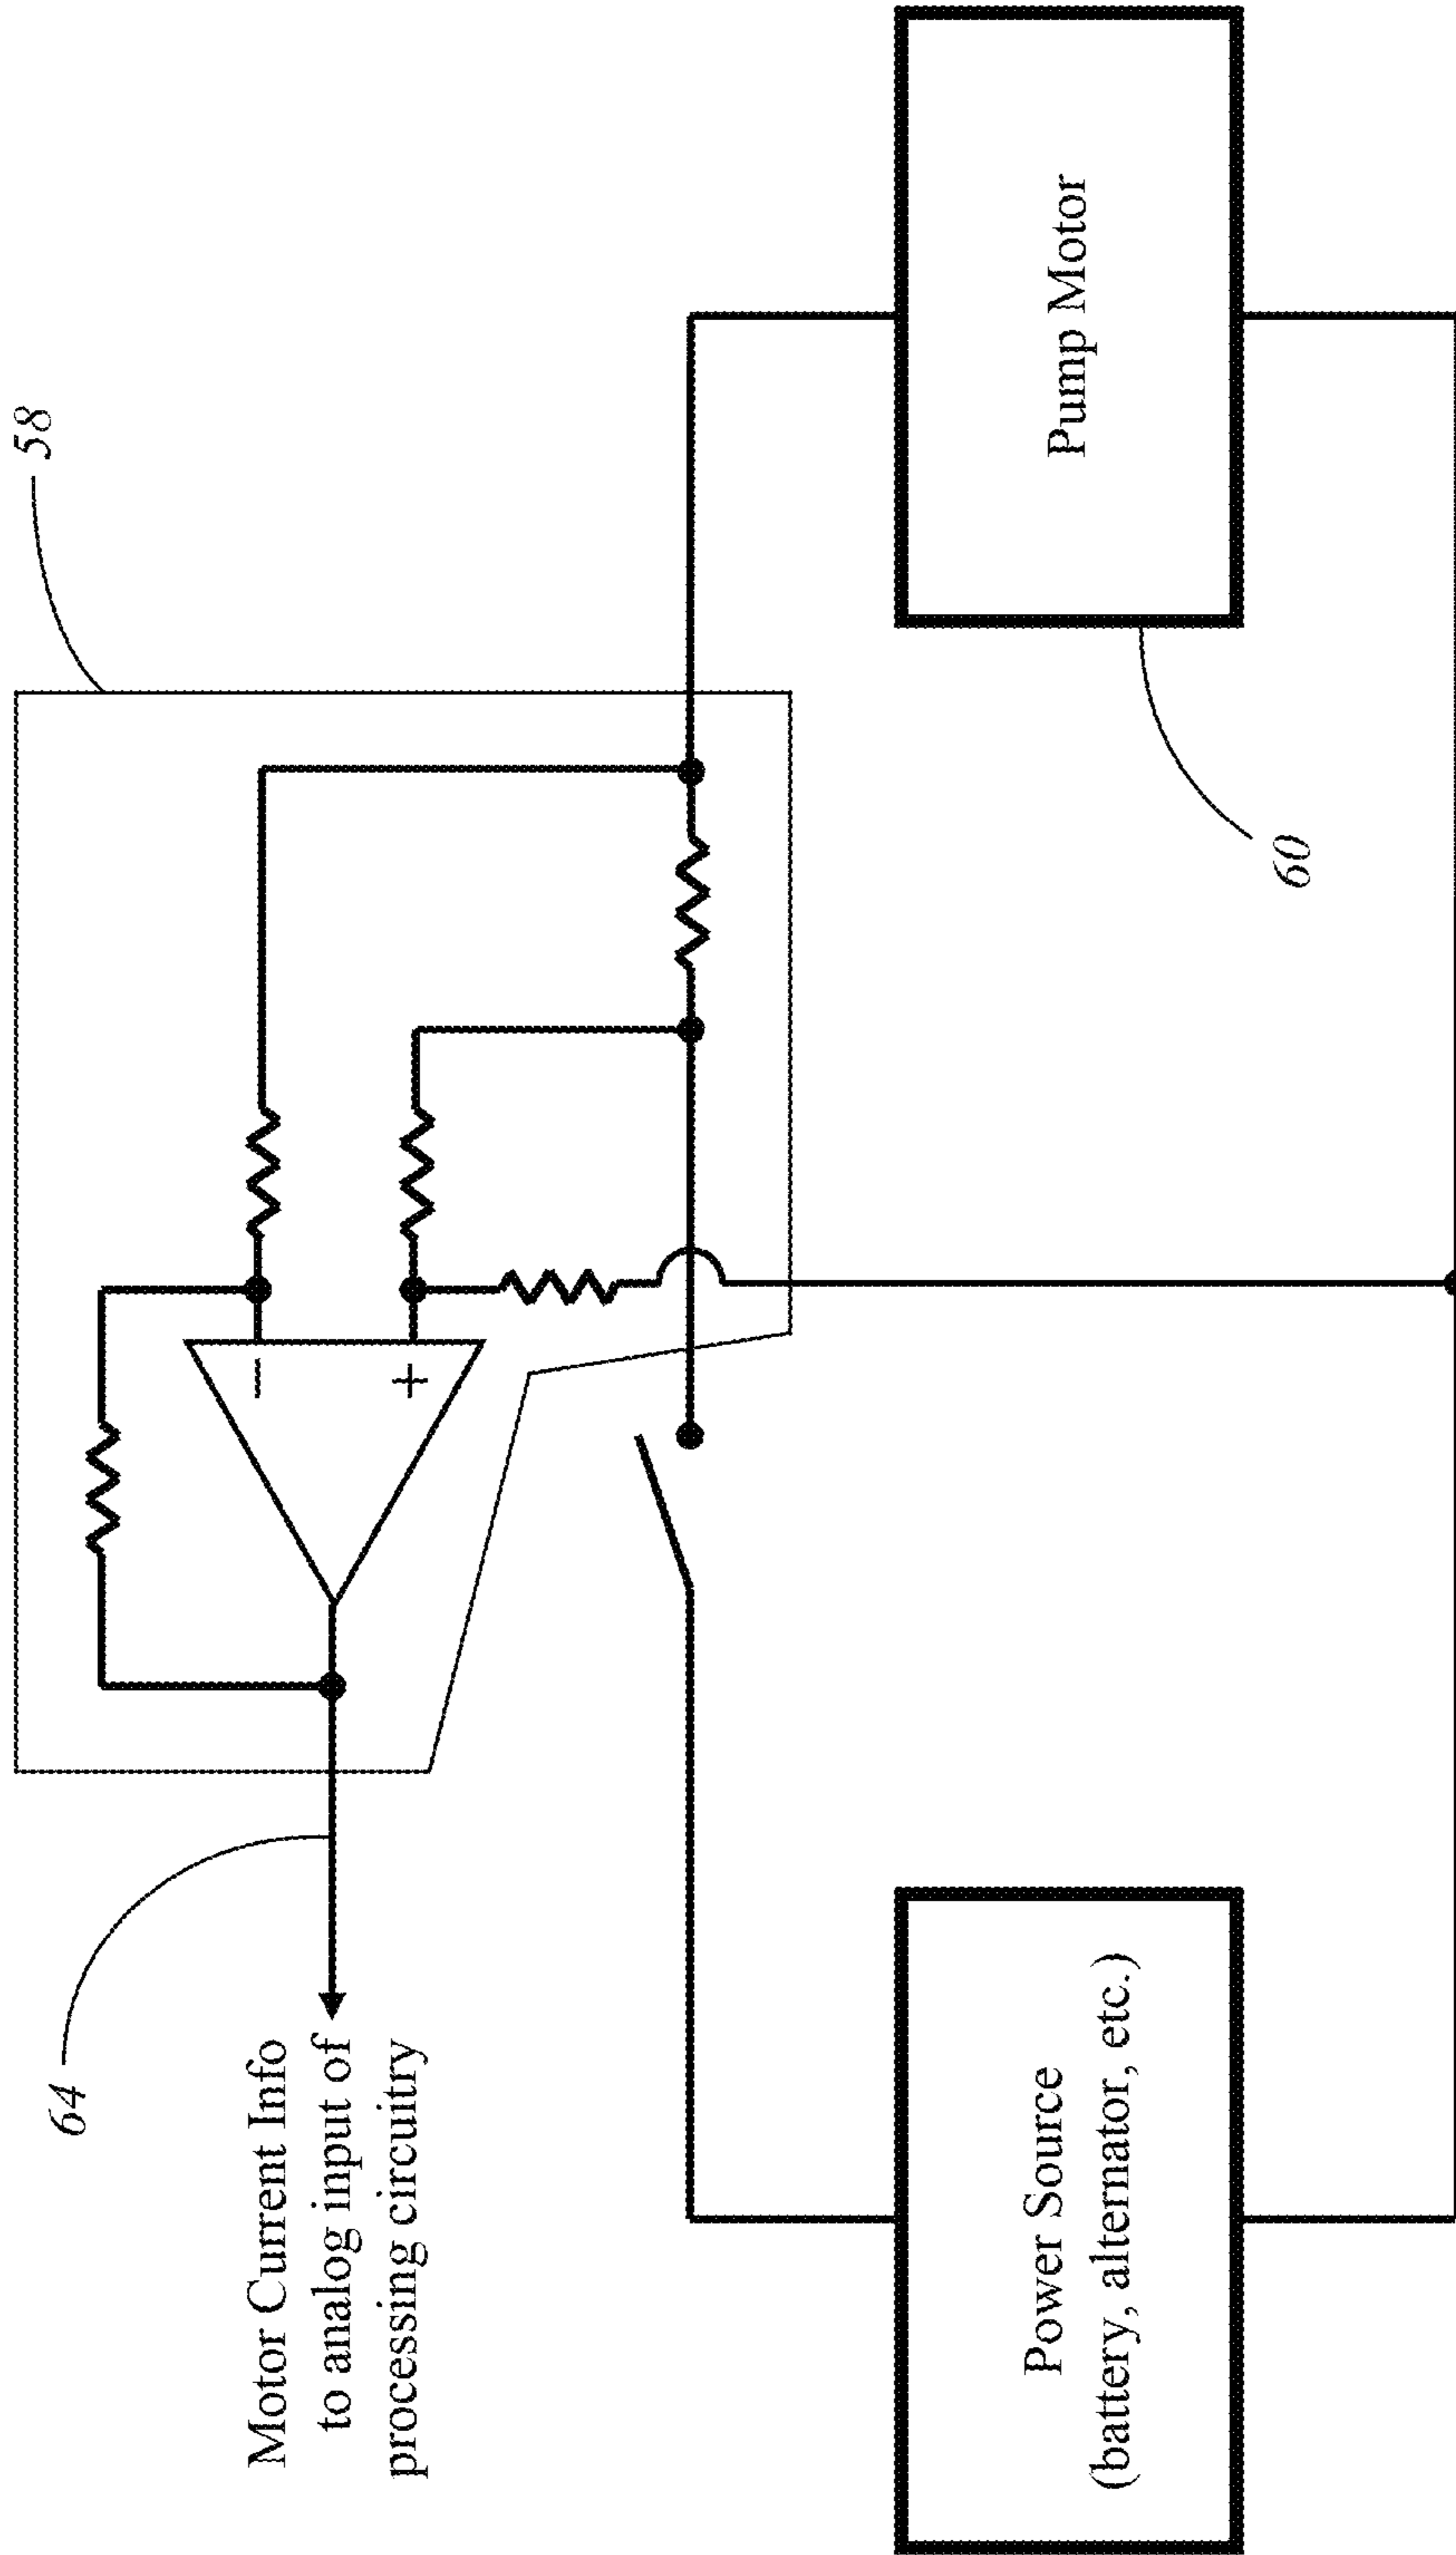 58
64
Motor Current Info
to analog input of
processing circuitry
−
+
Power Source
(battery, alternator, etc.)
Pump Motor
60